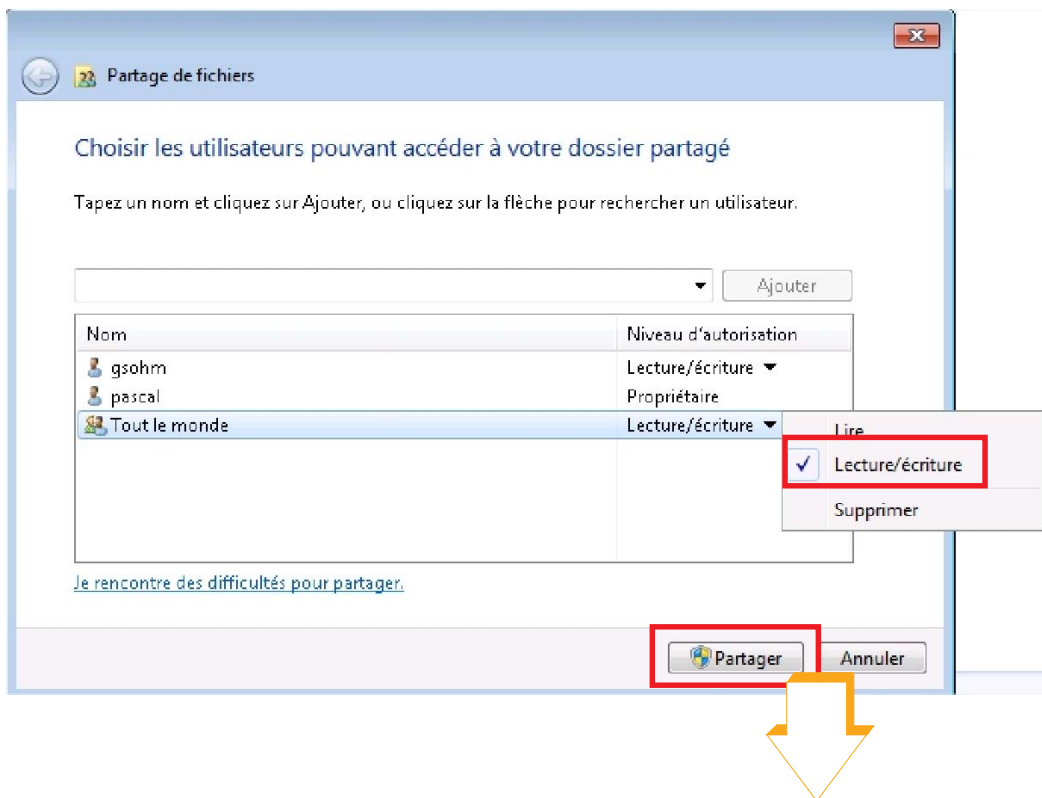 Partage de fichiers
Choisir les utilisateurs pouvant accéder à votre dossier partagé
Tapez un nom et cliquez sur Ajouter, ou cliquez sur la flèche pour rechercher un utilisateur.
Ajouter
Nom Niveau d'autorisation
gsohm Lecture/écriture
pascal Propriétaire
Tout le monde Lecture/écriture
Lire
Lecture/écriture
Supprimer
Je rencontre des difficultés pour partager.
Partager Annuler